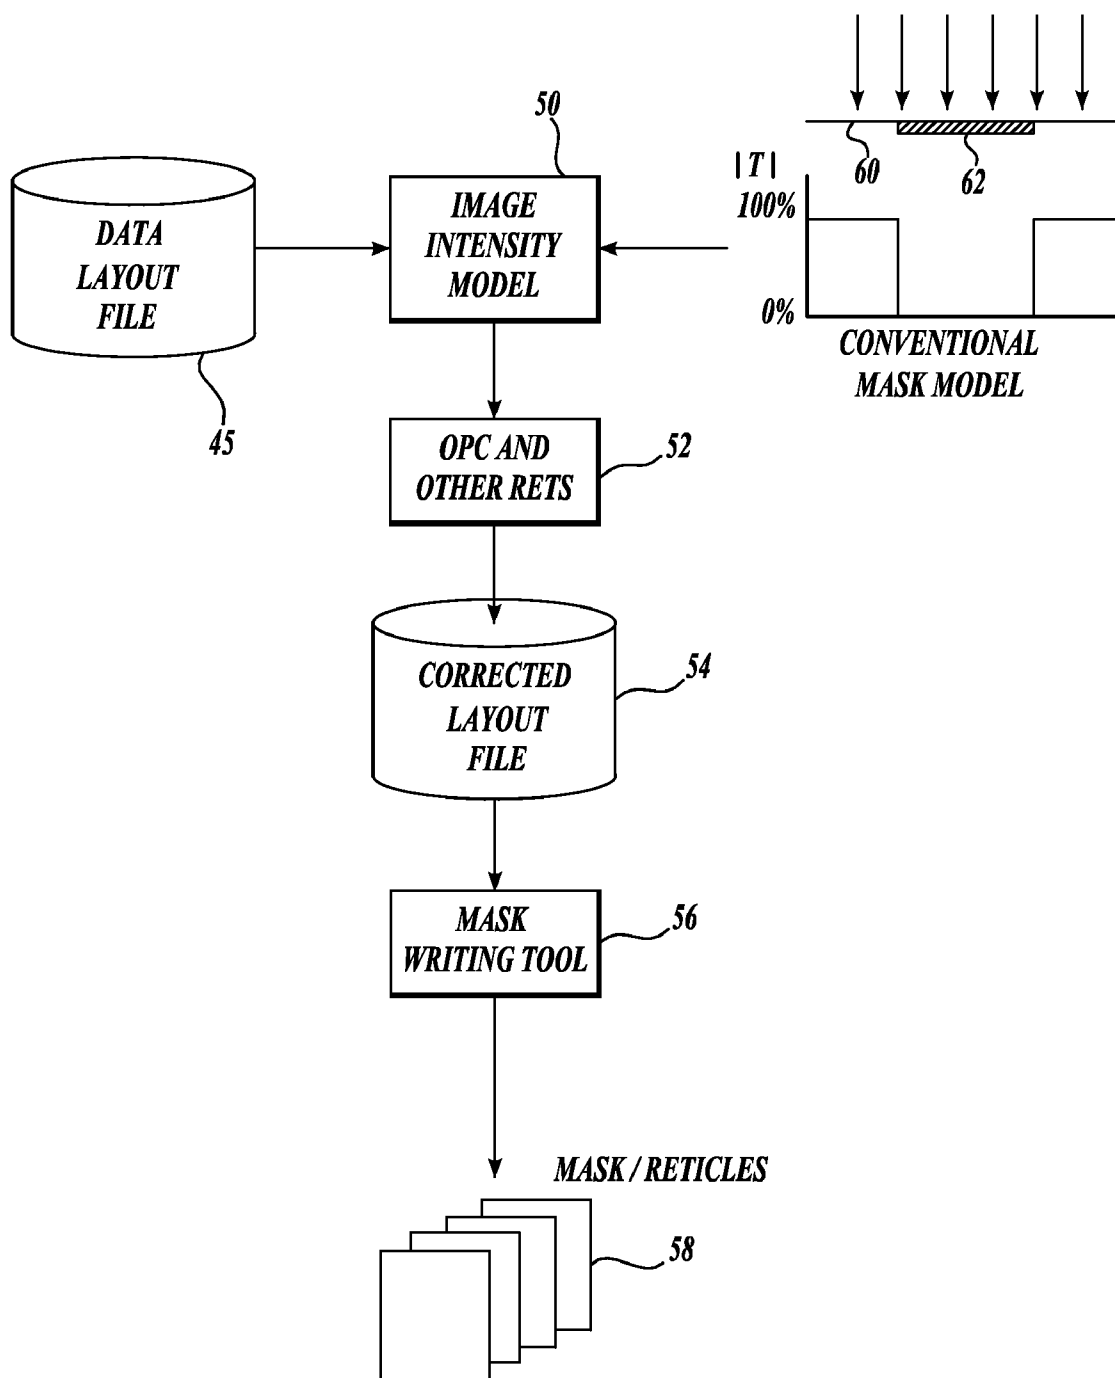 50
60
62
| T |
100%
0%
CONVENTIONAL
MASK MODEL
DATA
LAYOUT
FILE
45
IMAGE
INTENSITY
MODEL
OPC AND
OTHER RETS
52
CORRECTED
LAYOUT
FILE
54
MASK
WRITING TOOL
56
MASK / RETICLES
58